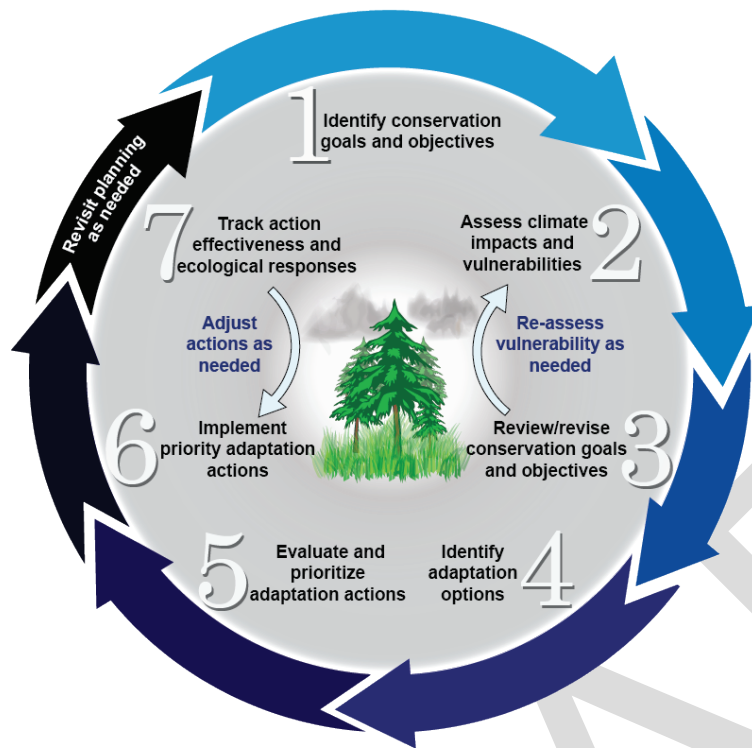 1
Identify conservation
goals and objectives
2
Assess climate
impacts and
vulnerabilities
Re-assess
vulnerability as
needed
3
Review/revise
conservation goals
and objectives
4
Identify
adaptation
options
5
Evaluate and
prioritize
adaptation actions
6
Implement
priority adaptation
actions
Adjust
actions as
needed
7
Track action
effectiveness and
ecological responses
Revisit planning
as needed